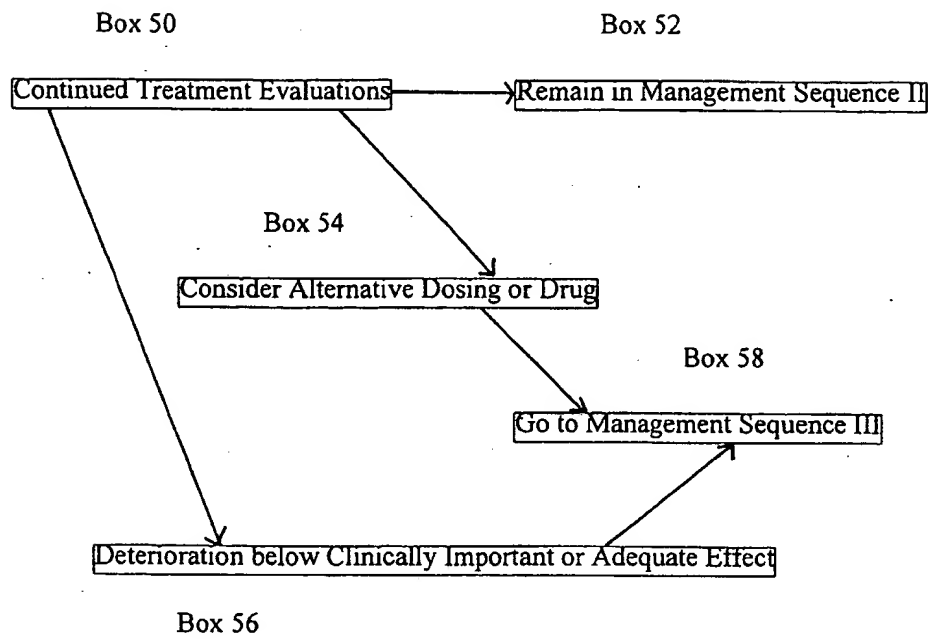 Box 50
Box 52
Continued Treatment Evaluations
Remain in Management Sequence II
Box 54
Consider Alternative Dosing or Drug
Box 58
Go to Management Sequence III
Deterioration below Clinically Important or Adequate Effect
Box 56